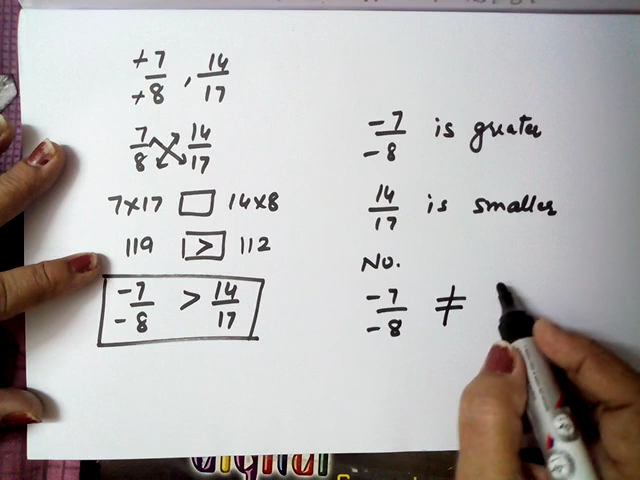 +7/+8 , 14/17
7/8 14/17
7×17 □ 14×8
119 > 112
-7/-8 > 14/17
-7/-8 is greater
14/17 is smaller
No.
-7/-8 ≠
digital